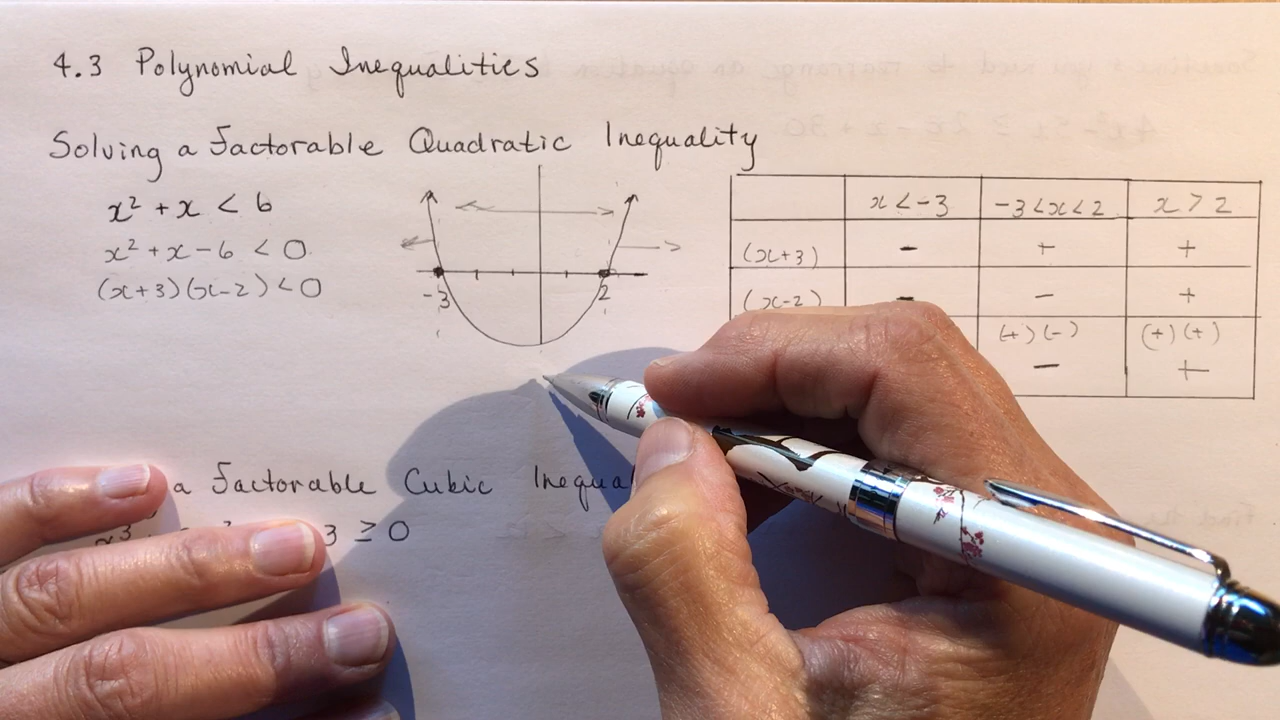 4.3 Polynomial Inequalities
Solving a Factorable Quadratic Inequality
x² + x < 6
x² + x - 6 < 0
(x+3)(x-2) < 0
-3 2
x < -3 -3 < x < 2 x > 2
(x+3) - + +
(x-2) - - +
(+)(-) (+)(+)
- +
a Factorable Cubic
3 ≥ 0